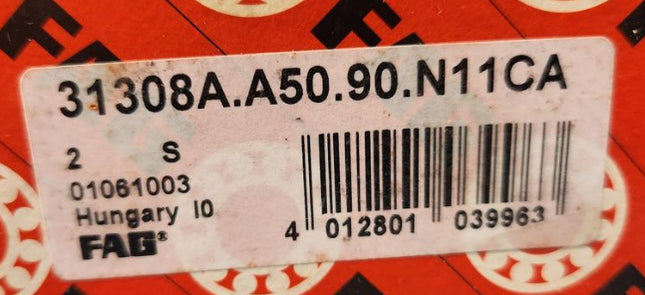 31308A.A50.90.N11CA
2 S
01061003
Hungary I0
FAG®
4 012801 039963